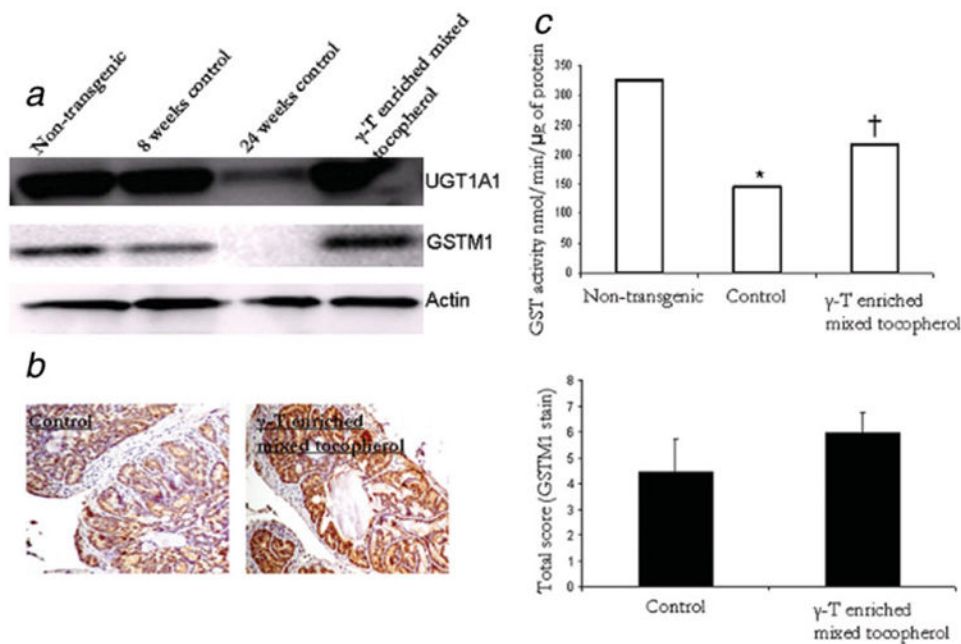 a
Non-transgenic
8 weeks control
24 weeks control
γ-T enriched mixed
tocopherol
UGT1A1
GSTM1
Actin
b
Control
γ-T enriched
mixed tocopherol
c
GST activity nmol/min/μg of protein
350
300
250
200
150
100
50
0
*
†
Non-transgenic
Control
γ-T enriched
mixed tocopherol
Total score (GSTM1 stain)
8
7
6
5
4
3
2
1
0
Control
γ-T enriched
mixed tocopherol